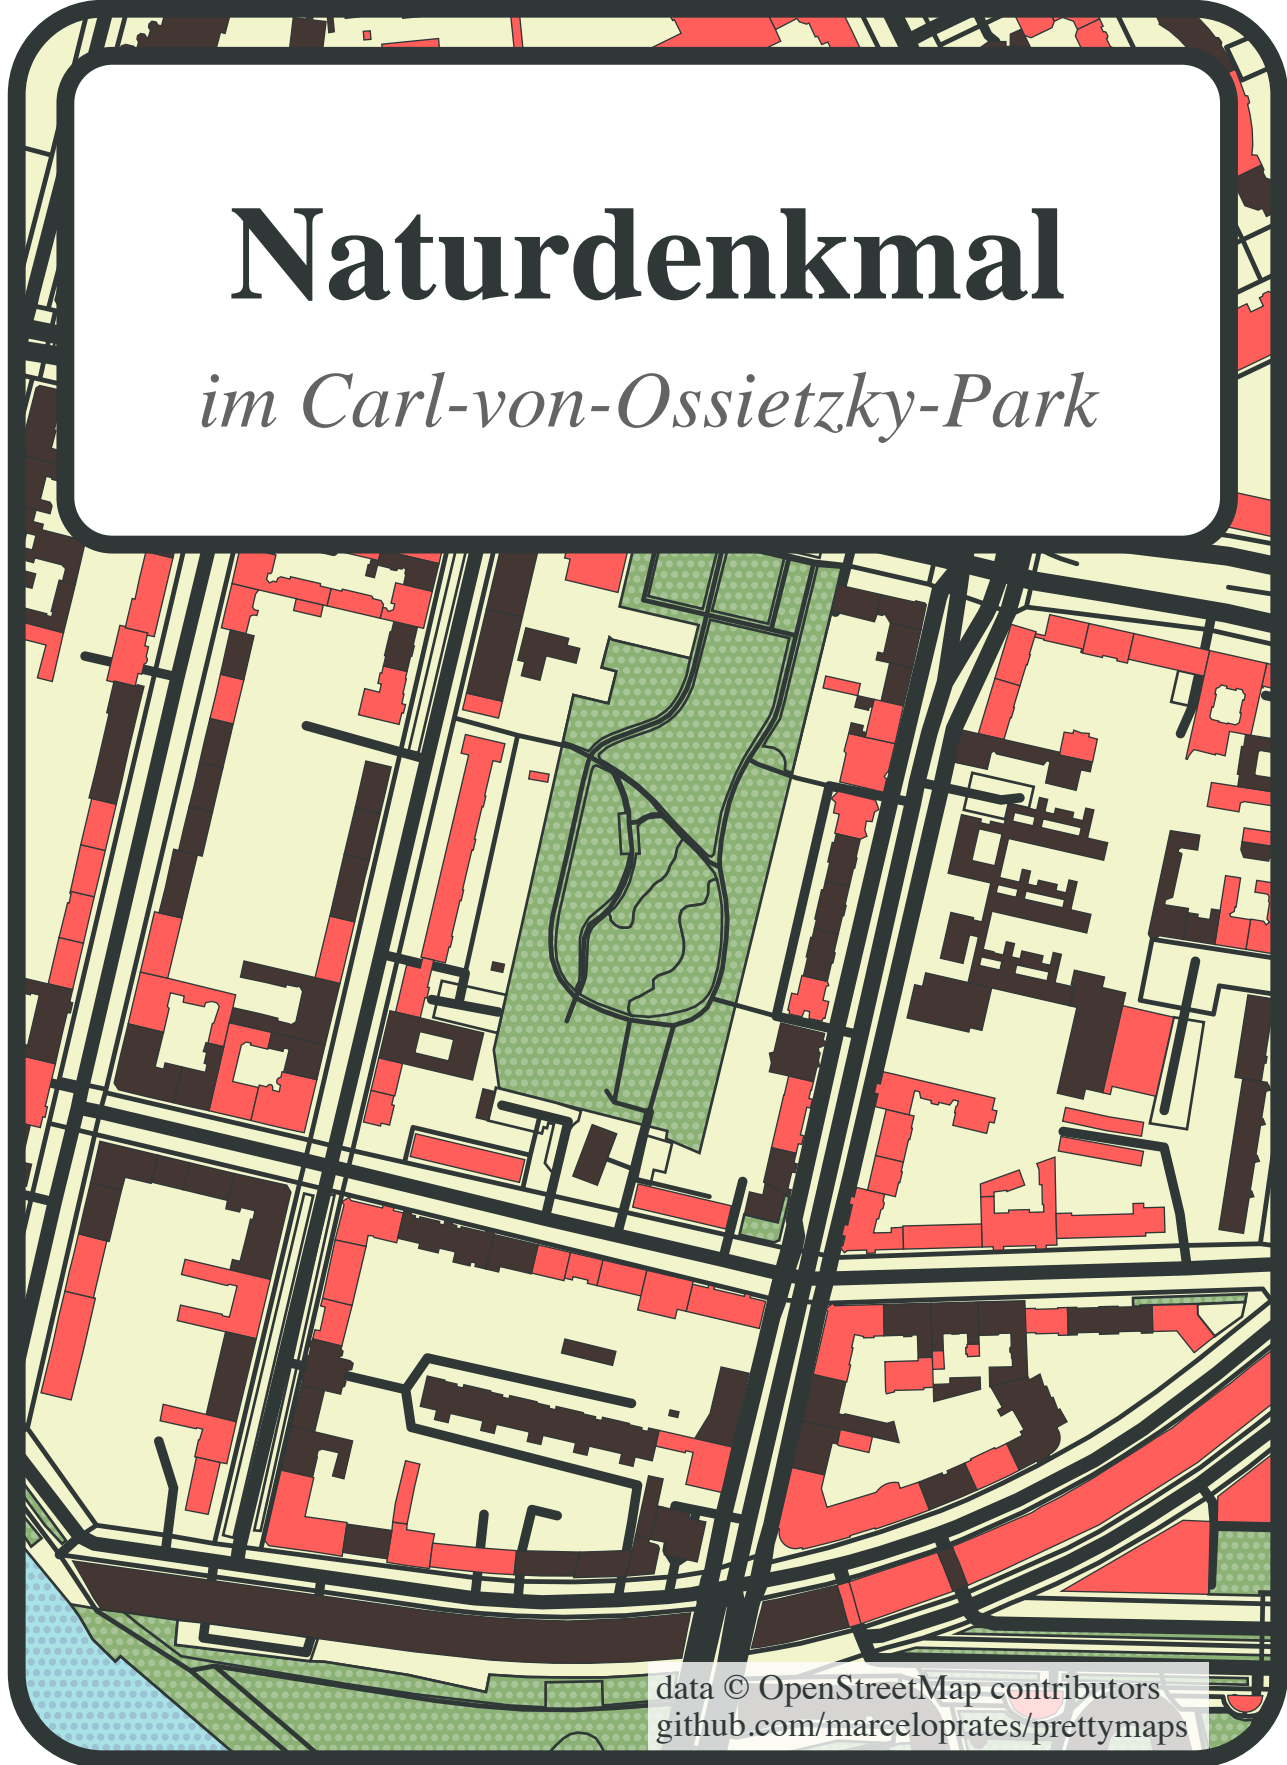 Naturdenkmal
im Carl-von-Ossietzky-Park
data © OpenStreetMap contributors
github.com/marceloprates/prettymaps